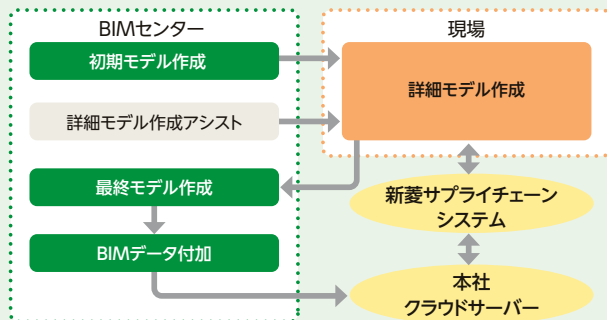 BIMセンター
初期モデル作成
詳細モデル作成アシスト
最終モデル作成
BIMデータ付加
現場
詳細モデル作成
新菱サプライチェーン
システム
本社
クラウドサーバー